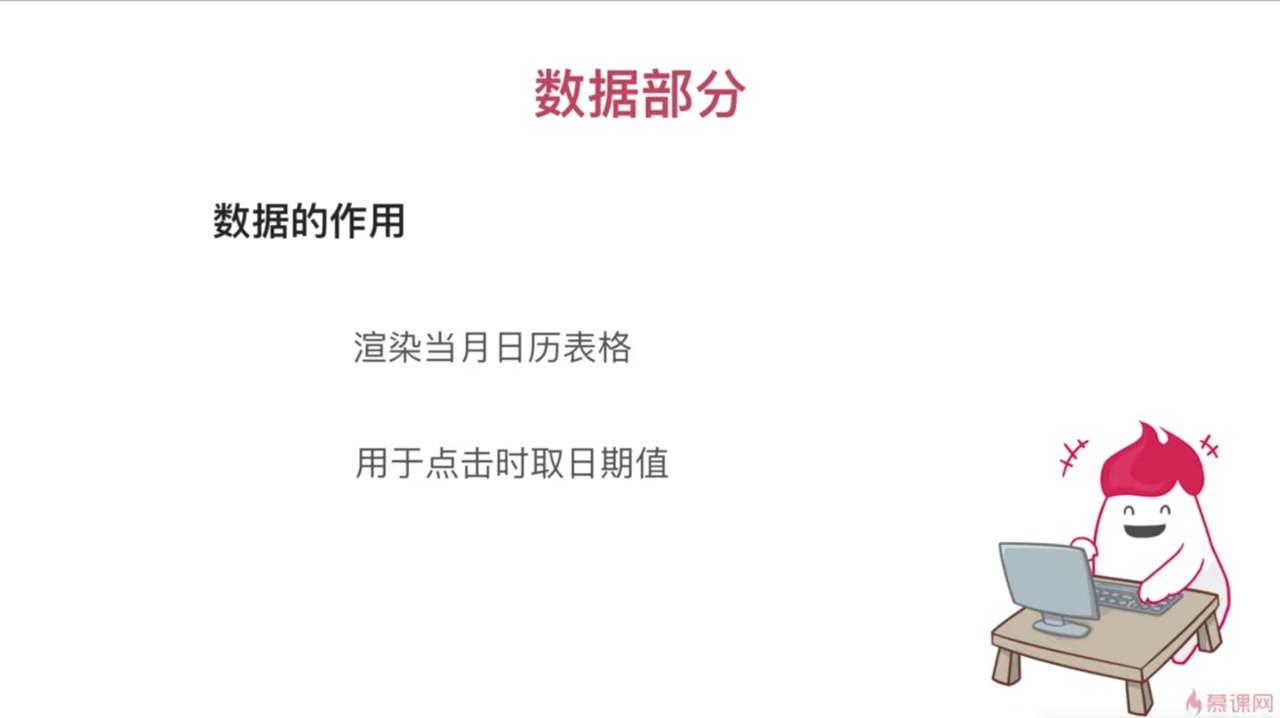 数据部分
数据的作用
渲染当月日历表格
用于点击时取日期值
慕课网